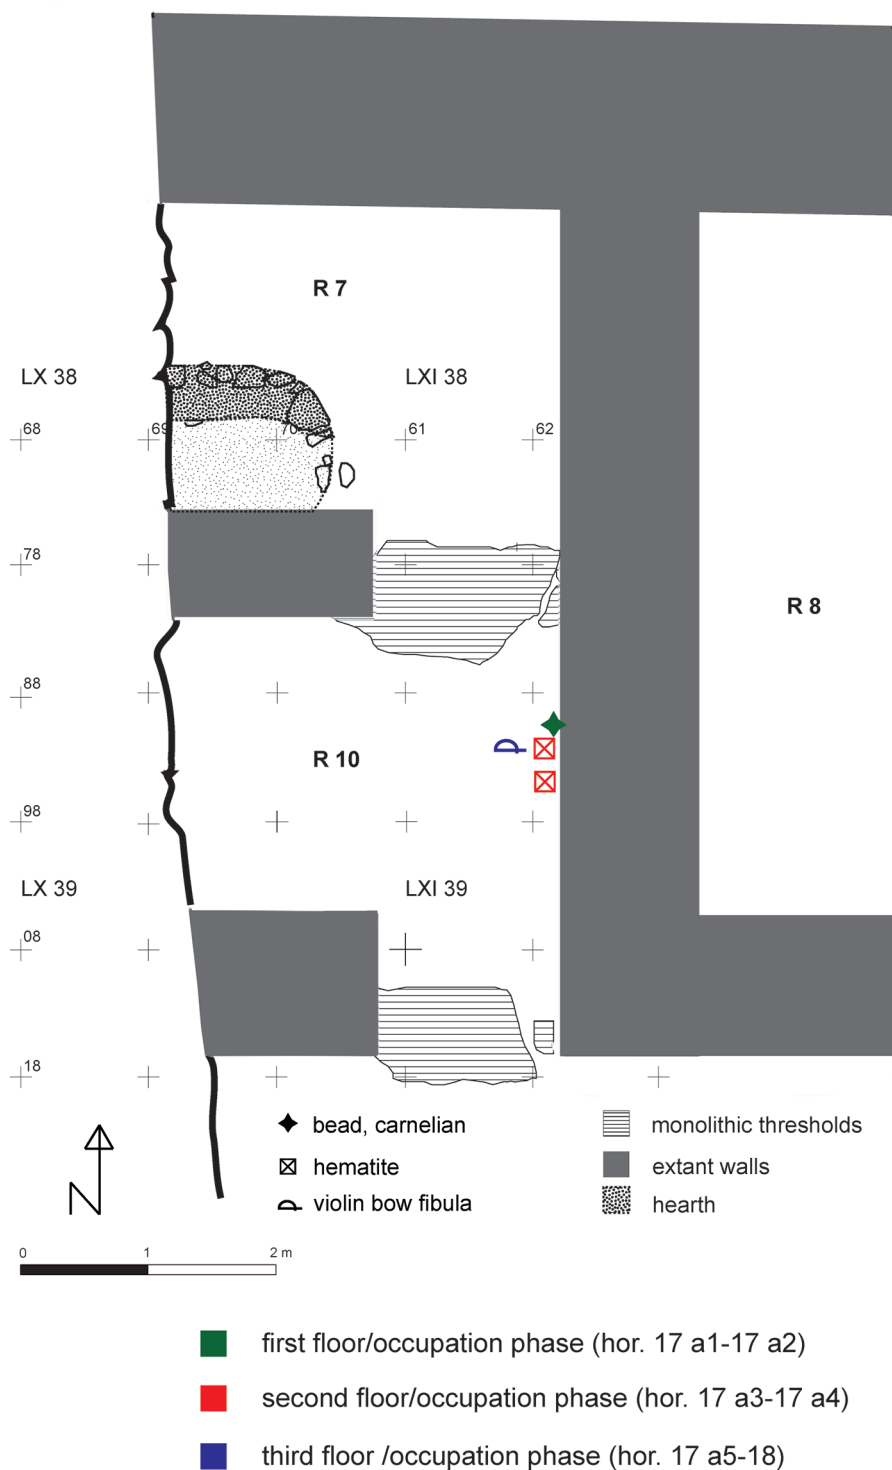 R 7
LX 38
LXI 38
68
69
70
61
62
78
R 8
88
R 10
98
LX 39
LXI 39
08
18
bead, carnelian
monolithic thresholds
hematite
extant walls
violin bow fibula
hearth
N
0 1 2 m
first floor/occupation phase (hor. 17 a1-17 a2)
second floor/occupation phase (hor. 17 a3-17 a4)
third floor /occupation phase (hor. 17 a5-18)